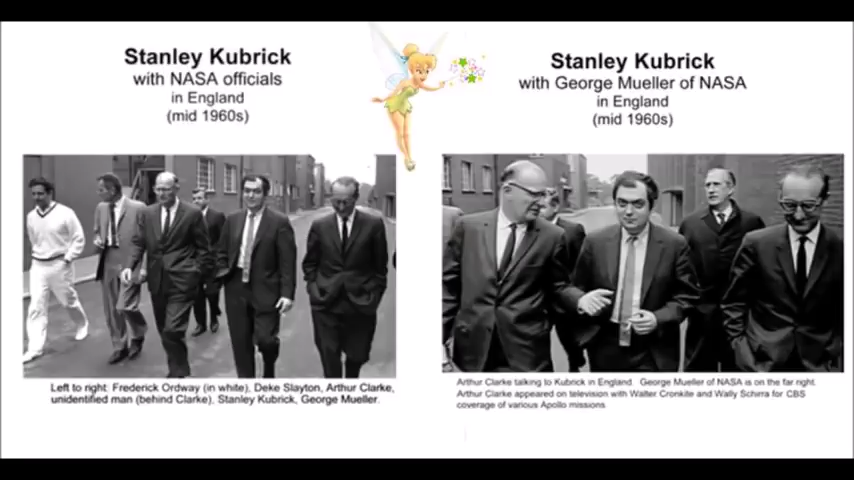 Stanley Kubrick
with NASA officials
in England
(mid 1960s)
Left to right: Frederick Ordway (in white), Deke Slayton, Arthur Clarke,
unidentified man (behind Clarke), Stanley Kubrick, George Mueller.
Stanley Kubrick
with George Mueller of NASA
in England
(mid 1960s)
Arthur Clarke talking to Kubrick in England. George Mueller of NASA is on the far right.
Arthur Clarke appeared on television with Walter Cronkite and Wally Schirra for CBS
coverage of various Apollo missions.